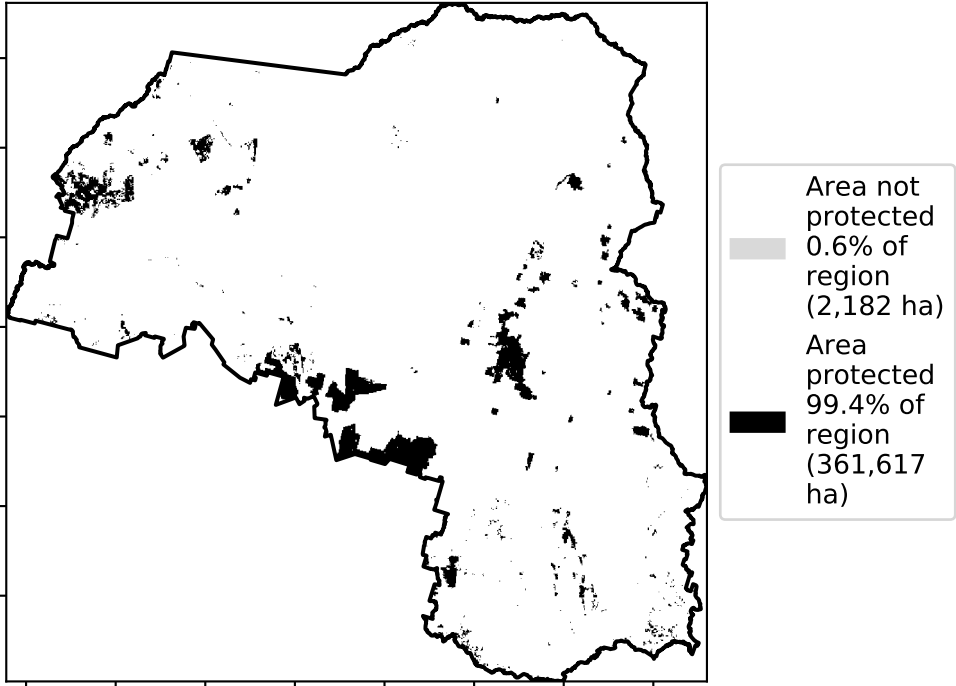 Area not
protected
0.6% of
region
(2,182 ha)
Area
protected
99.4% of
region
(361,617
ha)